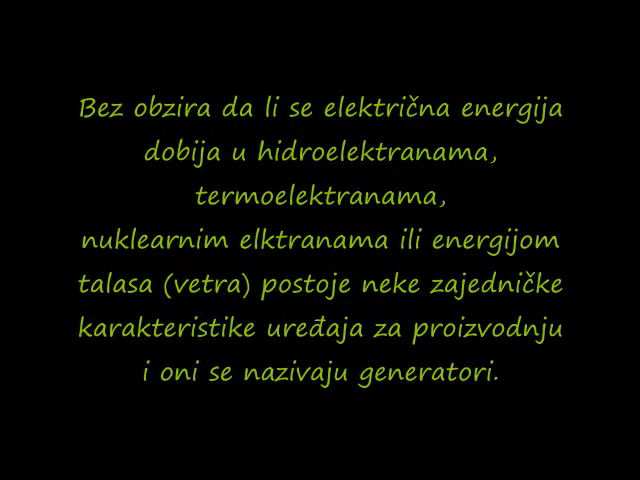 Bez obzira da li se električna energija
dobija u hidroelektranama,
termoelektranama,
nuklearnim elktranama ili energijom
talasa (vetra) postoje neke zajedničke
karakteristike uređaja za proizvodnju
i oni se nazivaju generatori.